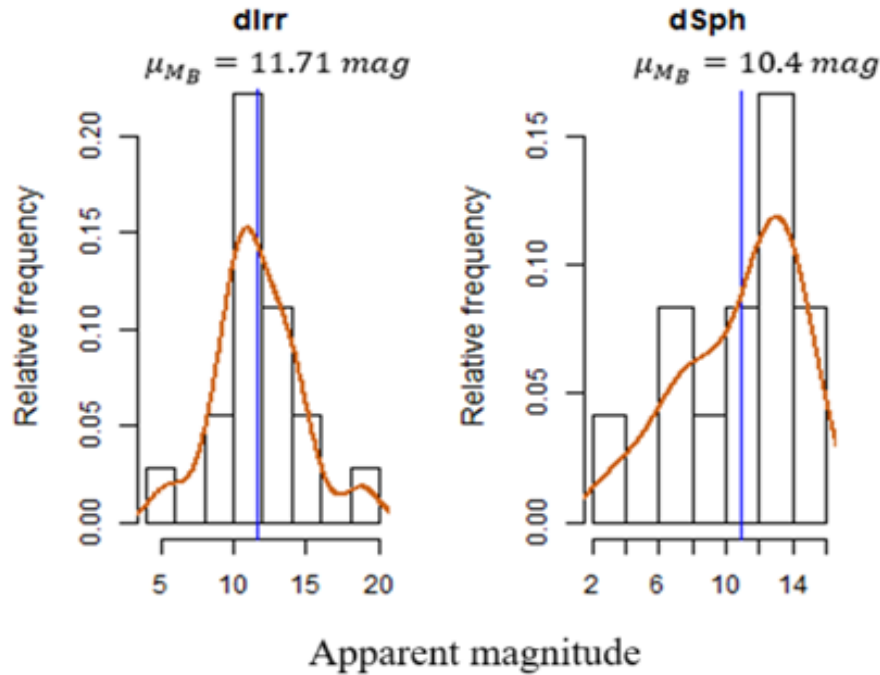 dIrr
μ_{M_B} = 11.71 mag
Relative frequency
0.00 0.05 0.10 0.15 0.20
5 10 15 20
dSph
μ_{M_B} = 10.4 mag
Relative frequency
0.00 0.05 0.10 0.15
2 6 10 14
Apparent magnitude